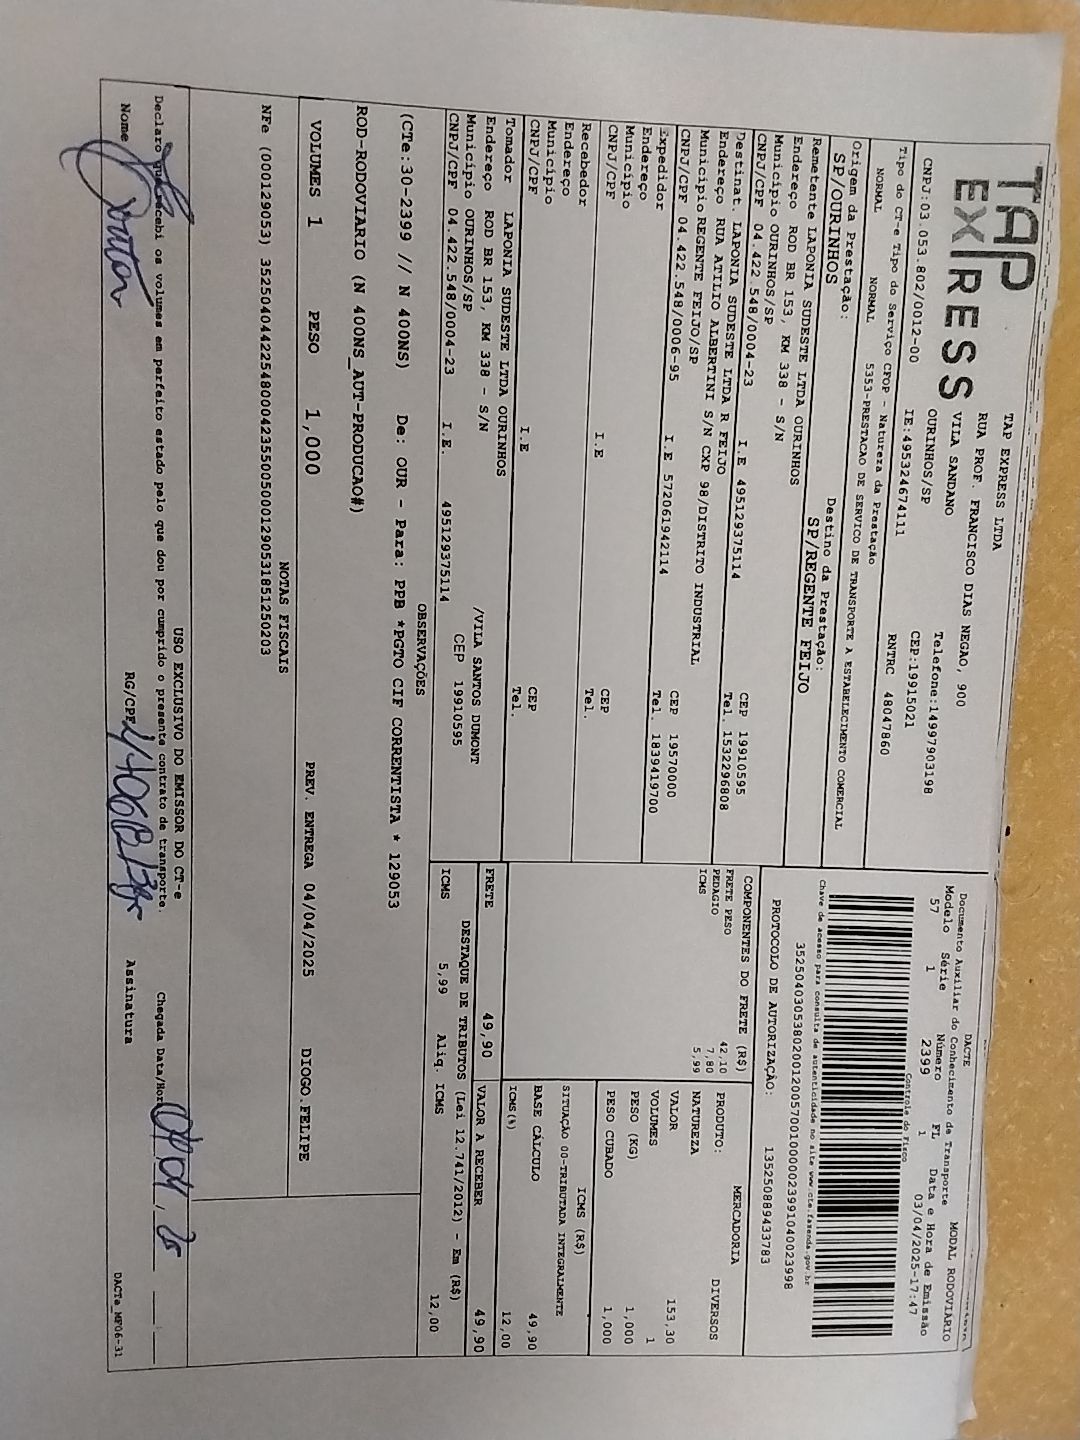 TAP
EXPRESS
TAP EXPRESS LTDA
RUA PROF. FRANCISCO DIAS NEGAO, 900
VILA SANDANO
OURINHOS/SP
Telefone:14997903198
CEP:19915021
CNPJ:03.053.802/0012-00 IE:495324674111 RNTRC 48047860
DACTE
Documento Auxiliar do Conhecimento de Transporte MODAL RODOVIÁRIO
Modelo Série Número FL Data e Hora de Emissão
57 1 2399 1 03/04/2025-17:47
Controle do Fisco
Chave de acesso para consulta de autenticidade no site www.cte.fazenda.gov.br
35250403053802001200570010000023991040023998
PROTOCOLO DE AUTORIZAÇÃO: 135250889433783
Tipo do CT-e Tipo do Serviço CFOP - Natureza da Prestação
NORMAL NORMAL 5353-PRESTACAO DE SERVICO DE TRANSPORTE A ESTABELECIMENTO COMERCIAL
Origem da Prestação: Destino da Prestação:
SP/OURINHOS SP/REGENTE FEIJO
Remetente LAPONIA SUDESTE LTDA OURINHOS
Endereço ROD BR 153, KM 338 - S/N
Município OURINHOS/SP CEP 19910595
CNPJ/CPF 04.422.548/0004-23 I.E 495129375114 Tel. 1532296808
Destinat. LAPONIA SUDESTE LTDA R FEIJO
Endereço RUA ATILIO ALBERTINI S/N CXP 98/DISTRITO INDUSTRIAL
Município REGENTE FEIJO/SP CEP 19570000
CNPJ/CPF 04.422.548/0006-95 I.E 572061942114 Tel. 1839419700
Expedidor
Endereço
Município CEP
CNPJ/CPF I.E Tel.
Recebedor
Endereço
Município CEP
CNPJ/CPF I.E Tel.
Tomador LAPONIA SUDESTE LTDA OURINHOS
Endereço ROD BR 153, KM 338 - S/N /VILA SANTOS DUMONT
Município OURINHOS/SP CEP 19910595
CNPJ/CPF 04.422.548/0004-23 I.E. 495129375114
COMPONENTES DO FRETE (R$)
FRETE PESO 42,10
PEDAGIO 7,80
ICMS 5,99
PRODUTO: MERCADORIA
NATUREZA DIVERSOS
VALOR 153,30
VOLUMES 1
PESO (KG) 1,000
PESO CUBADO 1,000
ICMS (R$)
SITUAÇÃO 00-TRIBUTADA INTEGRALMENTE
BASE CÁLCULO 49,90
ICMS(%) 12,00
FRETE 49,90 VALOR A RECEBER 49,90
DESTAQUE DE TRIBUTOS (Lei 12.741/2012) - Em (R$)
ICMS 5,99 Aliq. ICMS 12,00
OBSERVAÇÕES
(CTe:30-2399 // N 400NS) De: OUR - Para: PPB *PGTO CIF CORRENTISTA * 129053
ROD-RODOVIARIO (N 400NS_AUT-PRODUCAO#)
VOLUMES 1 PESO 1,000 PREV. ENTREGA 04/04/2025 DIOGO.FELIPE
NOTAS FISCAIS
NFe (000129053) 35250404422548000423550050001290531851250203
USO EXCLUSIVO DO EMISSOR DO CT-e
Declaro que recebi os volumes em perfeito estado pelo que dou por cumprido o presente contrato de transporte. Chegada Data/Hora
Nome RG/CPF Assinatura
DACTe_MF06-31